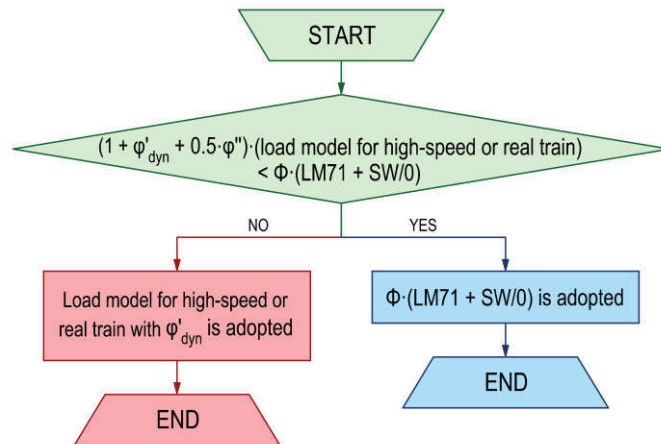 START
(1 + φ'dyn + 0.5·φ'')·(load model for high-speed or real train)
< Φ·(LM71 + SW/0)
NO
YES
Load model for high-speed or
real train with φ'dyn is adopted
Φ·(LM71 + SW/0) is adopted
END
END